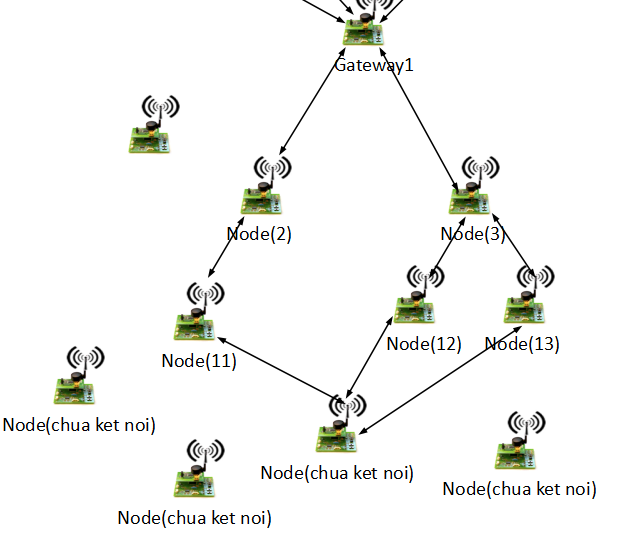 Gateway1
Node(2)
Node(3)
Node(12)
Node(13)
Node(11)
Node(chua ket noi)
Node(chua ket noi)
Node(chua ket noi)
Node(chua ket noi)